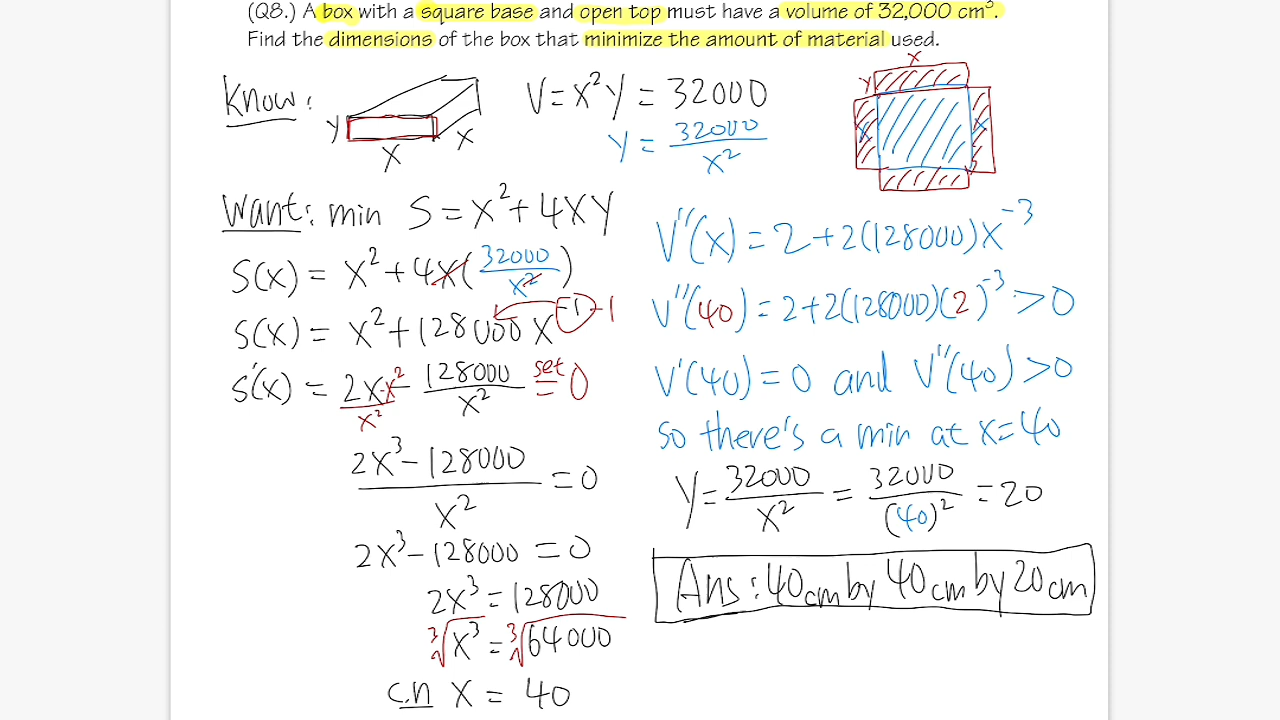 (Q8.) A box with a square base and open top must have a volume of 32,000 cm³.
Find the dimensions of the box that minimize the amount of material used.
Know:
Y
X
X
V = X²Y = 32000
Y = 32000/X²
X
Y
X
X
Want: min S = X² + 4XY
S(X) = X² + 4X(32000/X²)
S(X) = X² + 128000 X⁻¹ -1
S'(X) = 2X·X²/X² - 128000/X² set = 0
2X³ - 128000 / X² = 0
2X³ - 128000 = 0
2X³ = 128000
³√X³ = ³√64000
c.n X = 40
V''(X) = 2 + 2(128000)X⁻³
V''(40) = 2 + 2(128000)(2)⁻³ > 0
V'(40) = 0 and V''(40) > 0
so there's a min at X = 40
Y = 32000/X² = 32000/(40)² = 20
Ans: 40cm by 40cm by 20cm